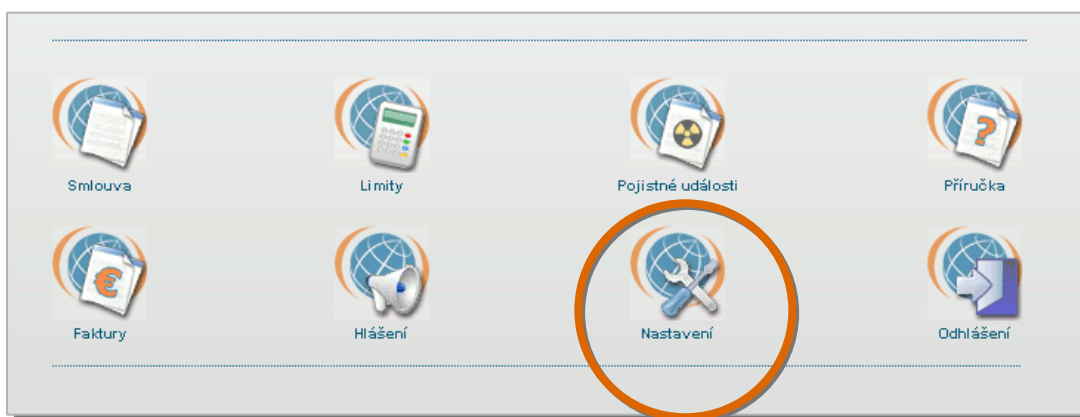 Smlouva Limity Pojistné události Příručka
Faktury Hlášení Nastavení Odhlášení